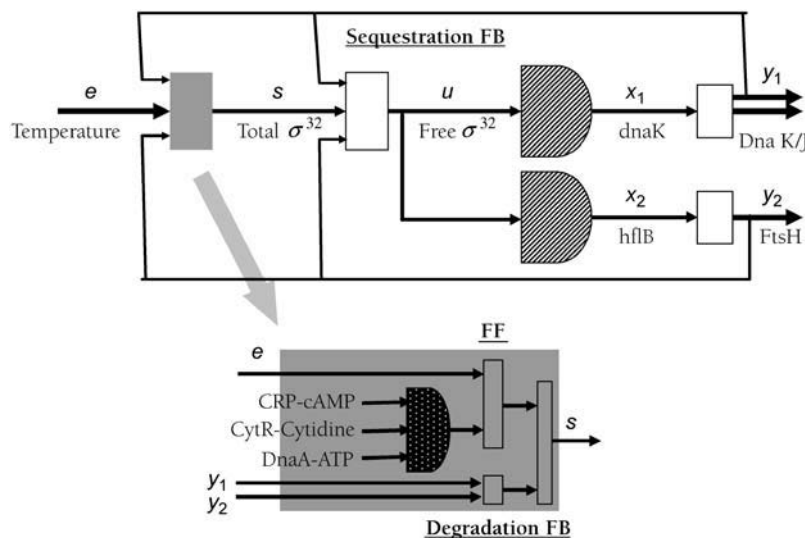 Sequestration FB
e
s
u
x₁
y₁
Temperature
Total σ³²
Free σ³²
dnaK
Dna K/J
x₂
y₂
hflB
FtsH
FF
e
CRP-cAMP
CytR-Cytidine
DnaA-ATP
s
y₁
y₂
Degradation FB